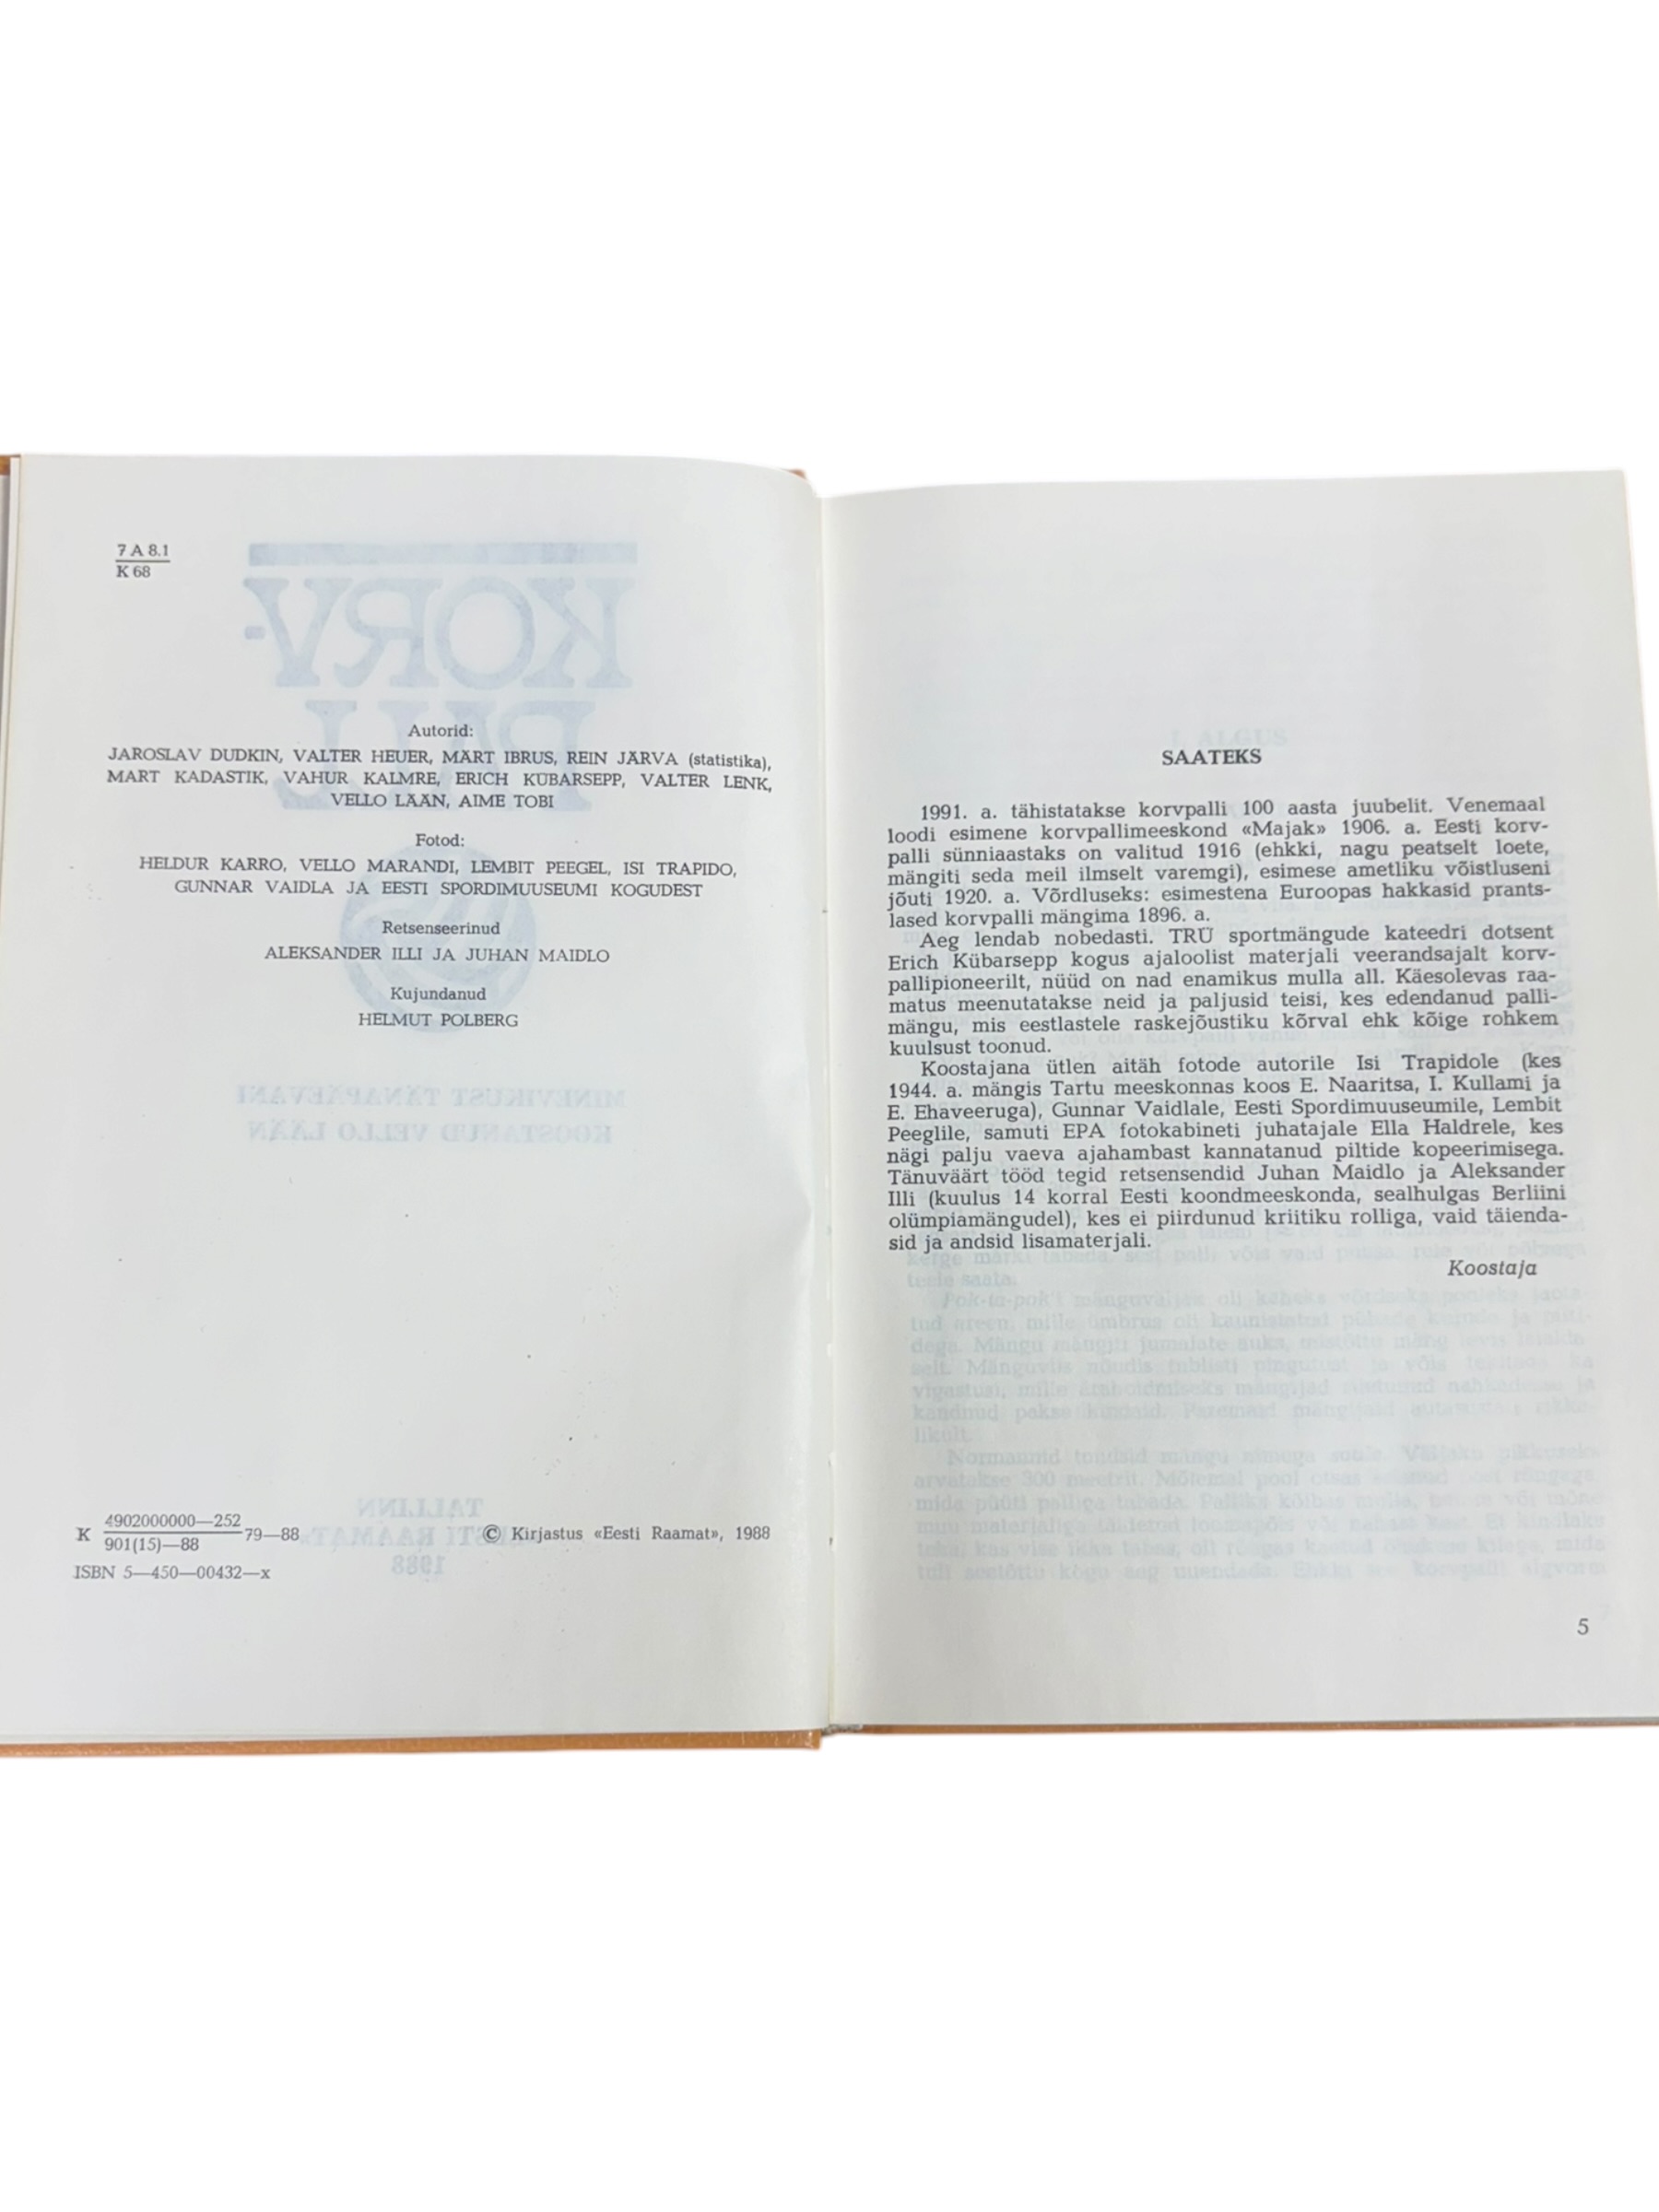 7 A 8.1
K 68
Autorid:
JAROSLAV DUDKIN, VALTER HEUER, MÄRT IBRUS, REIN JÄRVA (statistika),
MART KADASTIK, VAHUR KALMRE, ERICH KÜBARSEPP, VALTER LENK,
VELLO LÄÄN, AIME TOBI
Fotod:
HELDUR KARRO, VELLO MARANDI, LEMBIT PEEGEL, ISI TRAPIDO,
GUNNAR VAIDLA JA EESTI SPORDIMUUSEUMI KOGUDEST
Retsenseerinud
ALEKSANDER ILLI JA JUHAN MAIDLO
Kujundanud
HELMUT POLBERG
K 4902000000—252
901(15)—88 79—88
ISBN 5—450—00432—x
© Kirjastus «Eesti Raamat», 1988
SAATEKS
1991. a. tähistatakse korvpalli 100 aasta juubelit. Venemaal
loodi esimene korvpallimeeskond «Majak» 1906. a. Eesti korv-
palli sünniaastaks on valitud 1916 (ehkki, nagu peatselt loete,
mängiti seda meil ilmselt varemgi), esimese ametliku võistluseni
jõuti 1920. a. Võrdluseks: esimestena Euroopas hakkasid prants-
lased korvpalli mängima 1896. a.
Aeg lendab nobedasti. TRÜ sportmängude kateedri dotsent
Erich Kübarsepp kogus ajaloolist materjali veerandsajalt korv-
pallipioneerilt, nüüd on nad enamikus mulla all. Käesolevas raa-
matus meenutatakse neid ja paljusid teisi, kes edendanud palli-
mängu, mis eestlastele raskejõustiku kõrval ehk kõige rohkem
kuulsust toonud.
Koostajana ütlen aitäh fotode autorile Isi Trapidole (kes
1944. a. mängis Tartu meeskonnas koos E. Naaritsa, I. Kullami ja
E. Ehaveeruga), Gunnar Vaidlale, Eesti Spordimuuseumile, Lembit
Peeglile, samuti EPA fotokabineti juhatajale Ella Haldrele, kes
nägi palju vaeva ajahambast kannatanud piltide kopeerimisega.
Tänuväärt tööd tegid retsensendid Juhan Maidlo ja Aleksander
Illi (kuulus 14 korral Eesti koondmeeskonda, sealhulgas Berliini
olümpiamängudel), kes ei piirdunud kriitiku rolliga, vaid täienda-
sid ja andsid lisamaterjali.
Koostaja
5